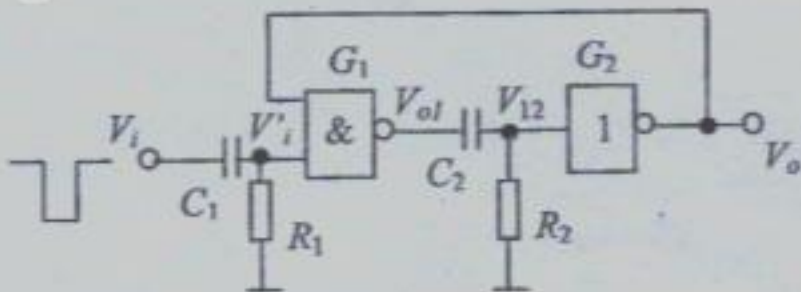 G₁
G₂
Vᵢ
V'ᵢ
&
Vₒ₁
V₁₂
1
Vₒ
C₁
R₁
C₂
R₂